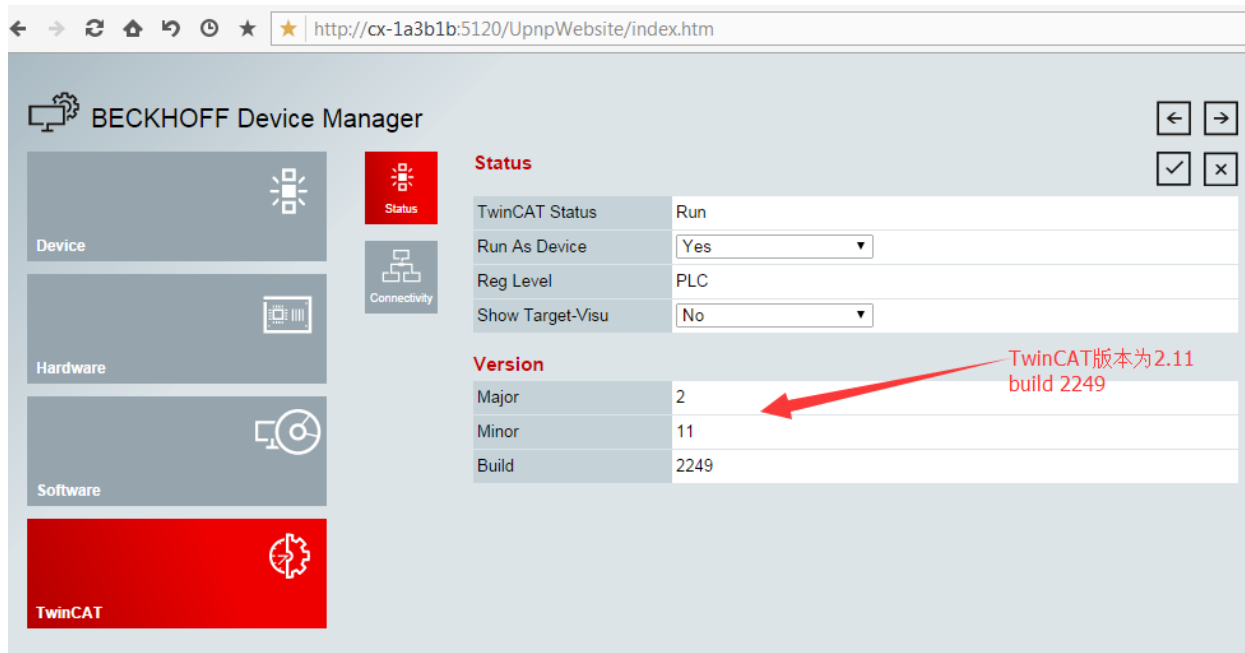 http://cx-1a3b1b:5120/UpnpWebsite/index.htm
BECKHOFF Device Manager
Device
Hardware
Software
TwinCAT
Status
Connectivity
Status
TwinCAT Status Run
Run As Device Yes
Reg Level PLC
Show Target-Visu No
Version
Major 2
Minor 11
Build 2249
TwinCAT版本为2.11
build 2249